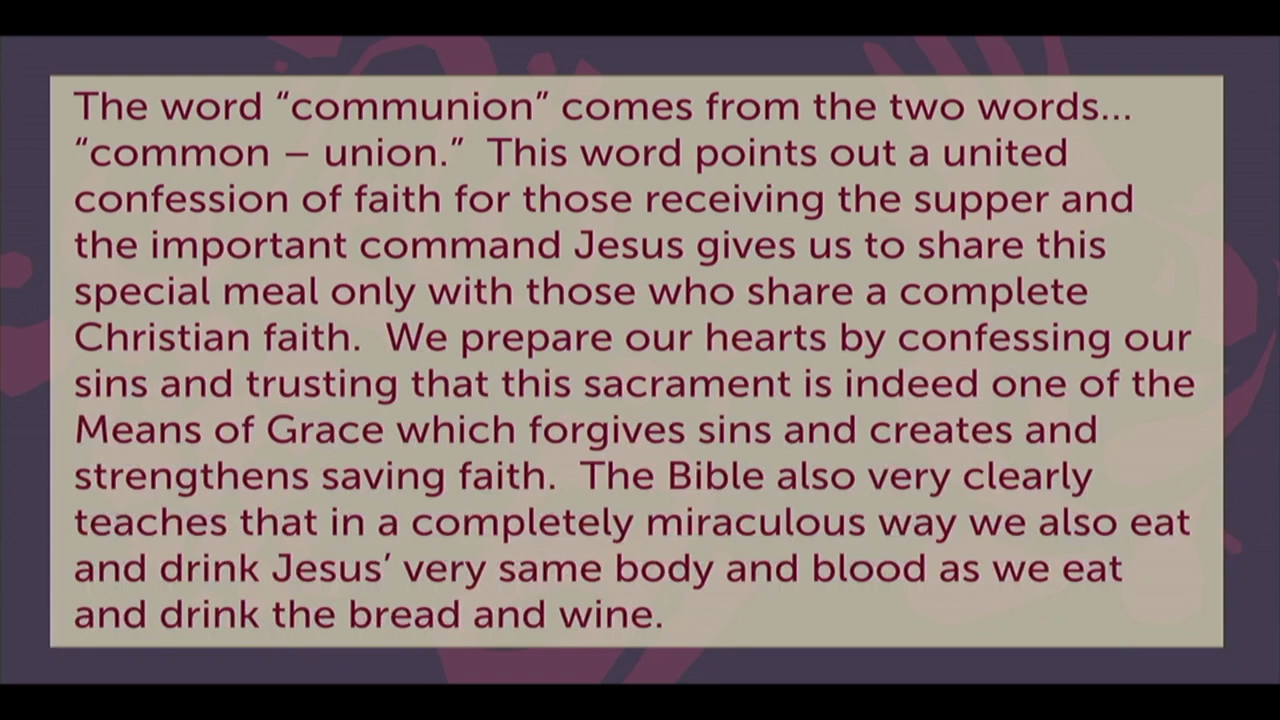 The word “communion” comes from the two words...
“common – union.”  This word points out a united
confession of faith for those receiving the supper and
the important command Jesus gives us to share this
special meal only with those who share a complete
Christian faith.  We prepare our hearts by confessing our
sins and trusting that this sacrament is indeed one of the
Means of Grace which forgives sins and creates and
strengthens saving faith.  The Bible also very clearly
teaches that in a completely miraculous way we also eat
and drink Jesus’ very same body and blood as we eat
and drink the bread and wine.